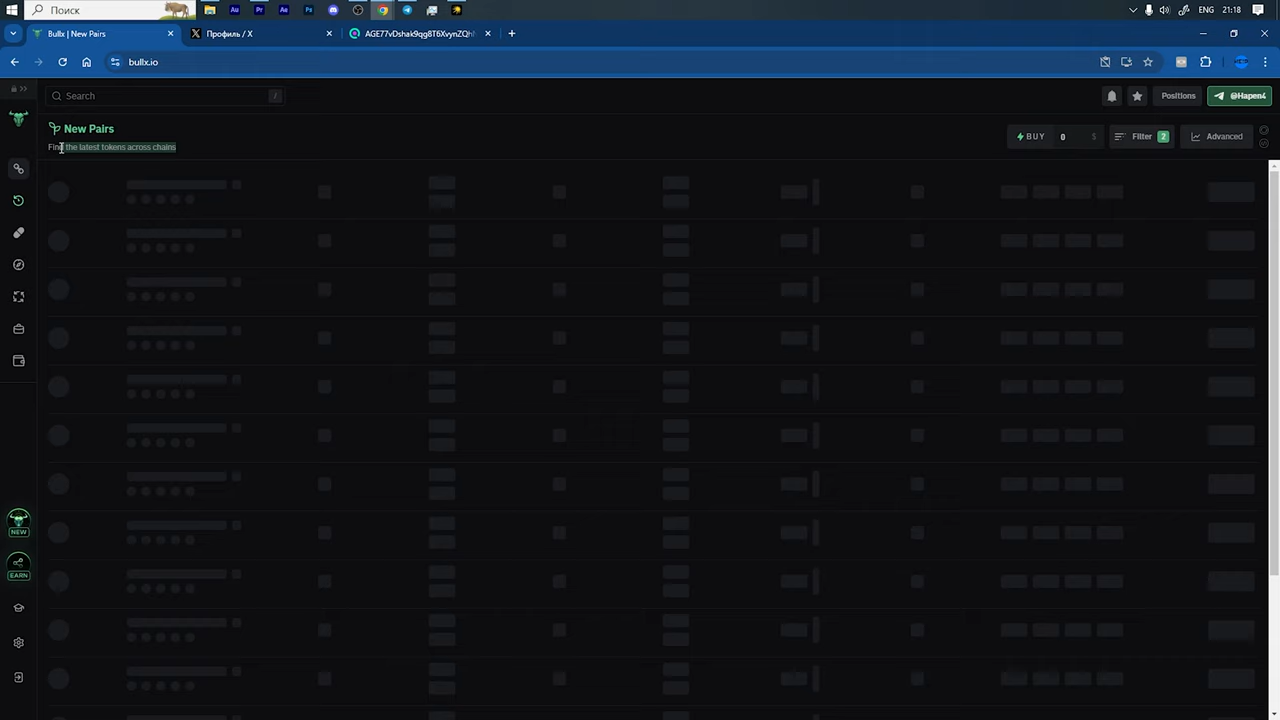 Поиск
ENG
21:18
Bullx | New Pairs
Профиль / X
AGE77vDshak9qg8T6XvynZQh
bullx.io
Search
/
Positions
@Hapen4
New Pairs
Find the latest tokens across chains
BUY
0
$
Filter
2
Advanced
NEW
EARN